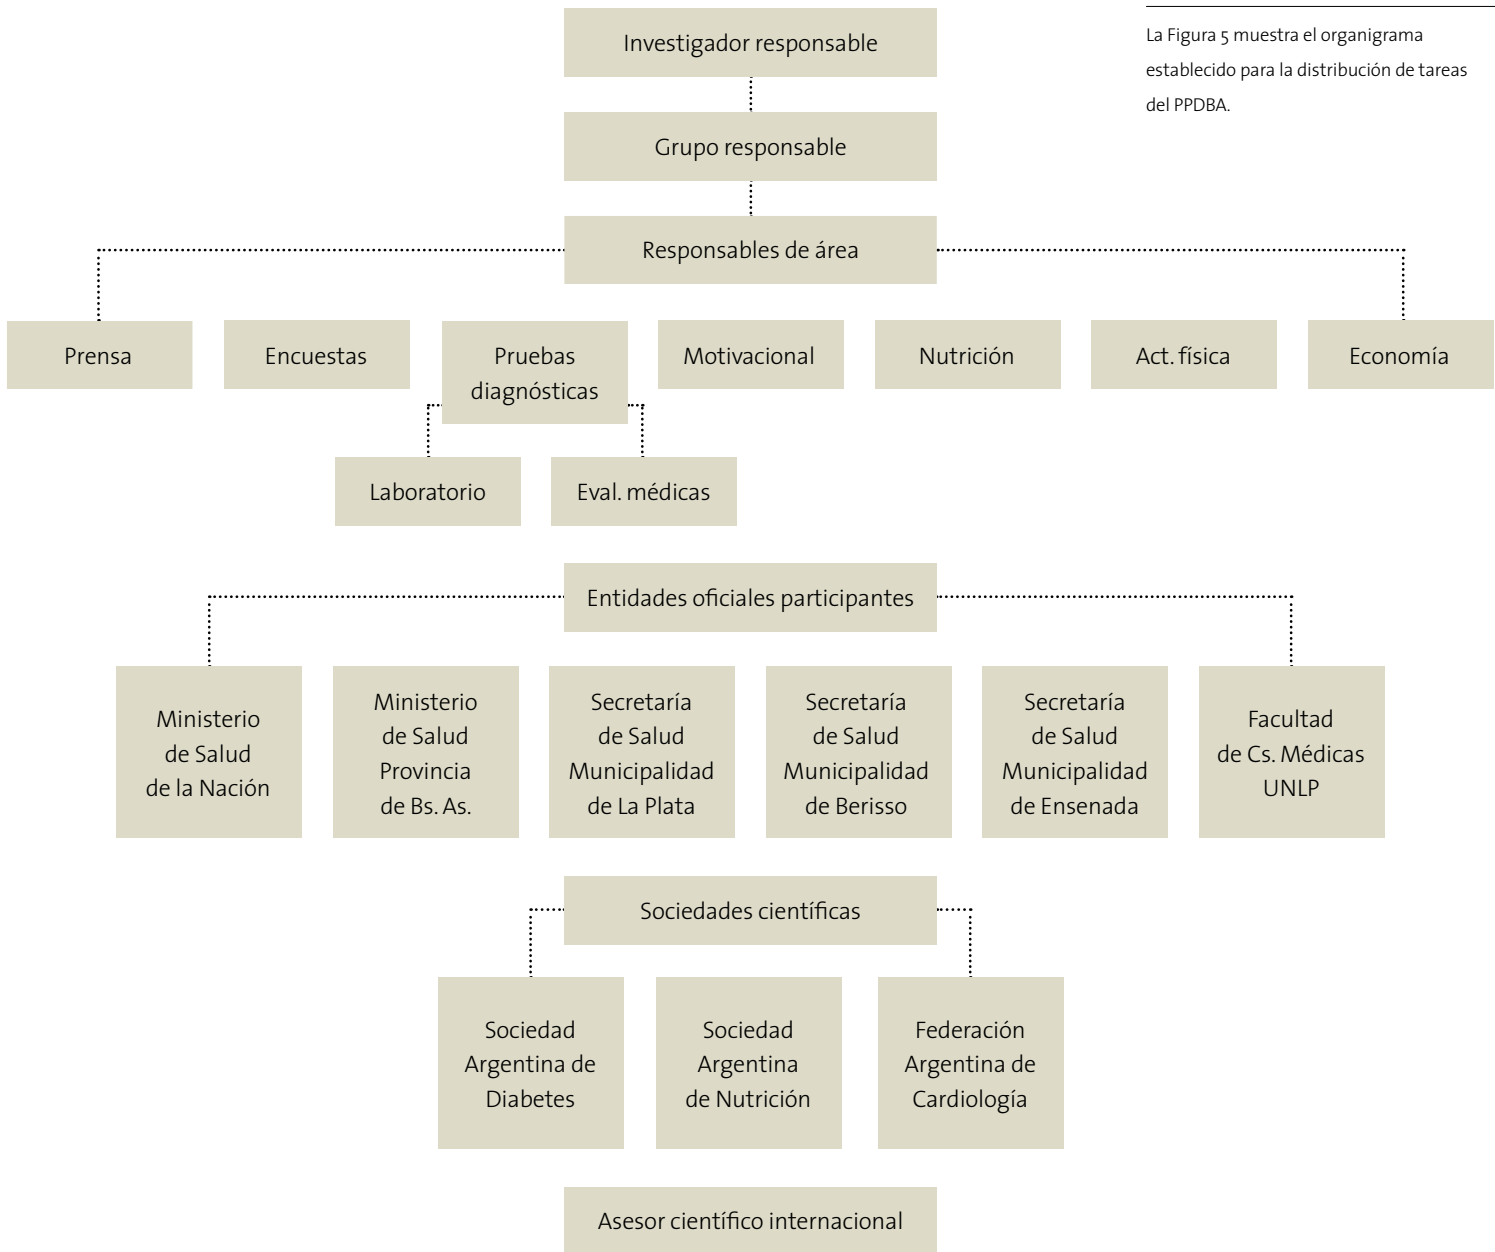 Investigador responsable
La Figura 5 muestra el organigrama
establecido para la distribución de tareas
del PPDBA.
Grupo responsable
Responsables de área
Prensa
Encuestas
Pruebas
diagnósticas
Motivacional
Nutrición
Act. física
Economía
Laboratorio
Eval. médicas
Entidades oficiales participantes
Ministerio
de Salud
de la Nación
Ministerio
de Salud
Provincia
de Bs. As.
Secretaría
de Salud
Municipalidad
de La Plata
Secretaría
de Salud
Municipalidad
de Berisso
Secretaría
de Salud
Municipalidad
de Ensenada
Facultad
de Cs. Médicas
UNLP
Sociedades científicas
Sociedad
Argentina de
Diabetes
Sociedad
Argentina
de Nutrición
Federación
Argentina de
Cardiología
Asesor científico internacional